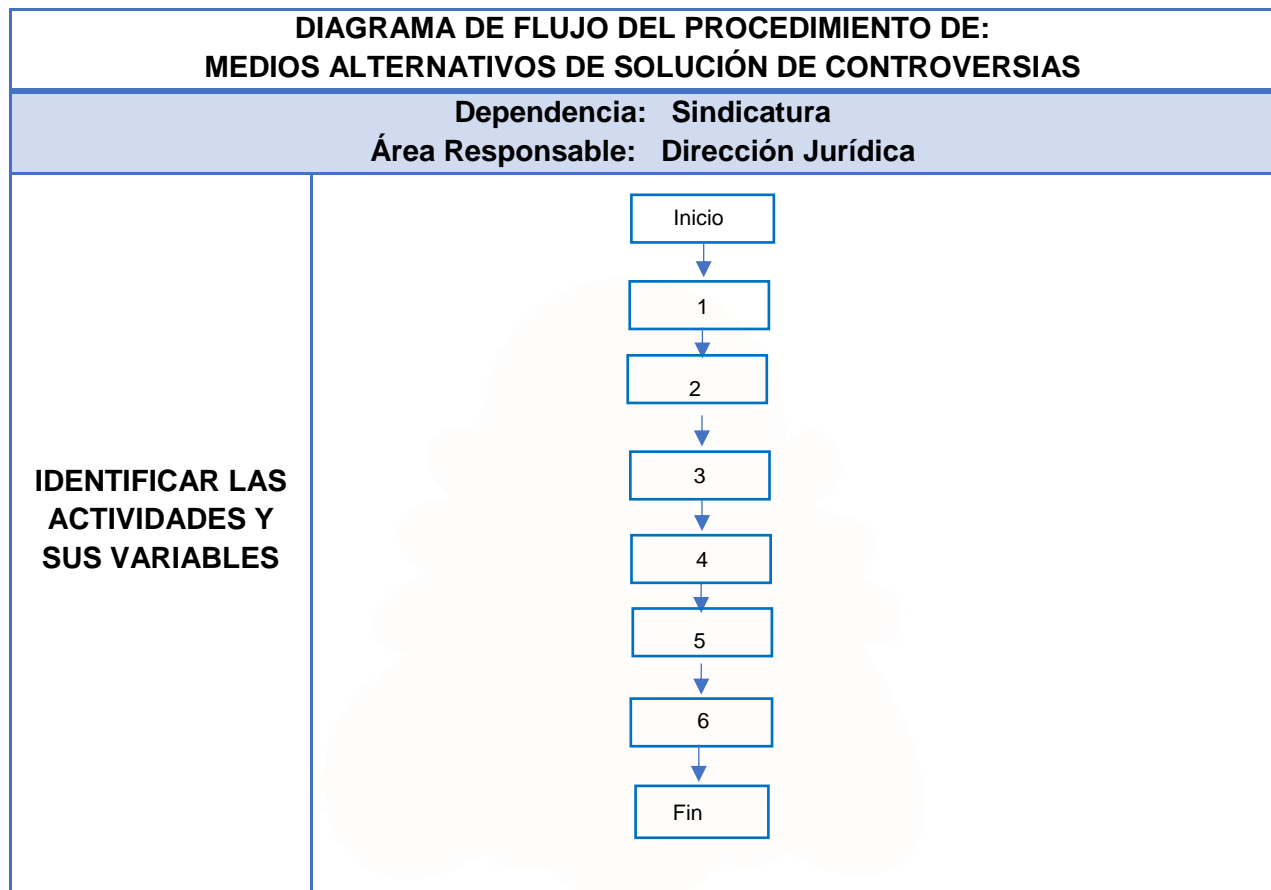 DIAGRAMA DE FLUJO DEL PROCEDIMIENTO DE:
MEDIOS ALTERNATIVOS DE SOLUCIÓN DE CONTROVERSIAS
Dependencia: Sindicatura
Área Responsable: Dirección Jurídica
IDENTIFICAR LAS
ACTIVIDADES Y
SUS VARIABLES
Inicio
1
2
3
4
5
6
Fin